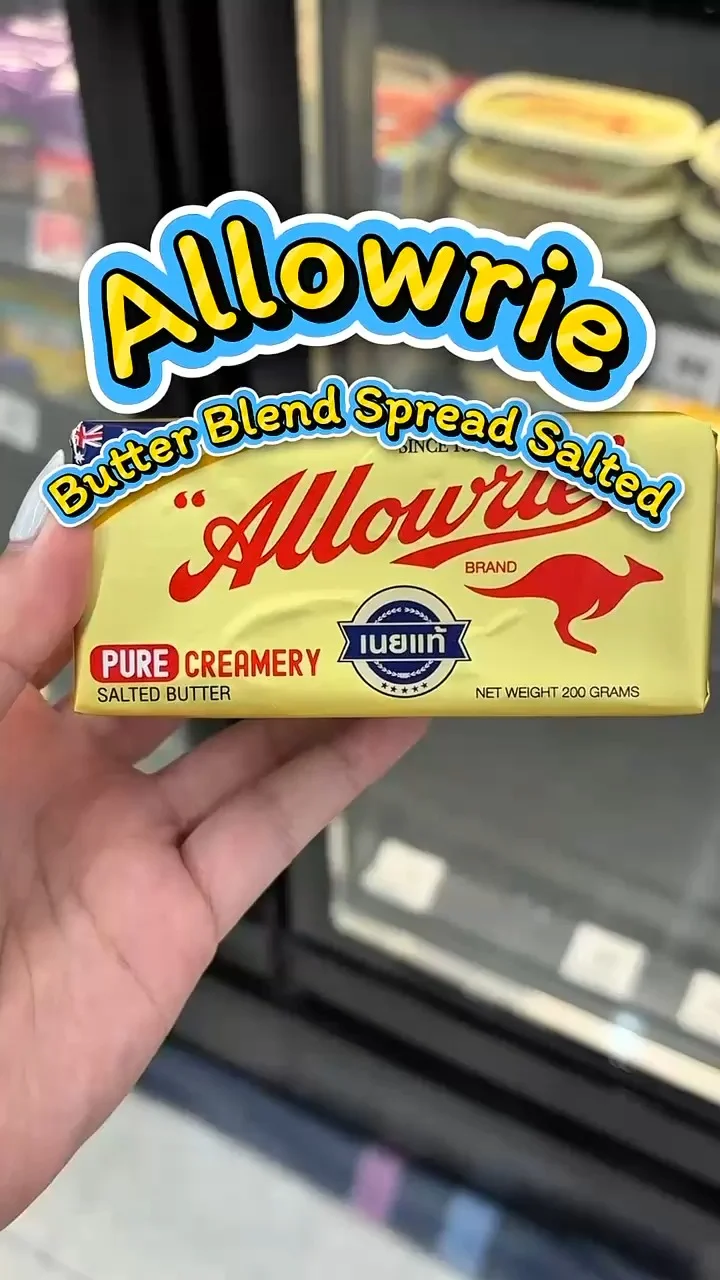 Allowrie
Butter Blend Spread Salted
SINCE
"Allowrie"
BRAND
เนยแท้
PURE CREAMERY
SALTED BUTTER
NET WEIGHT 200 GRAMS